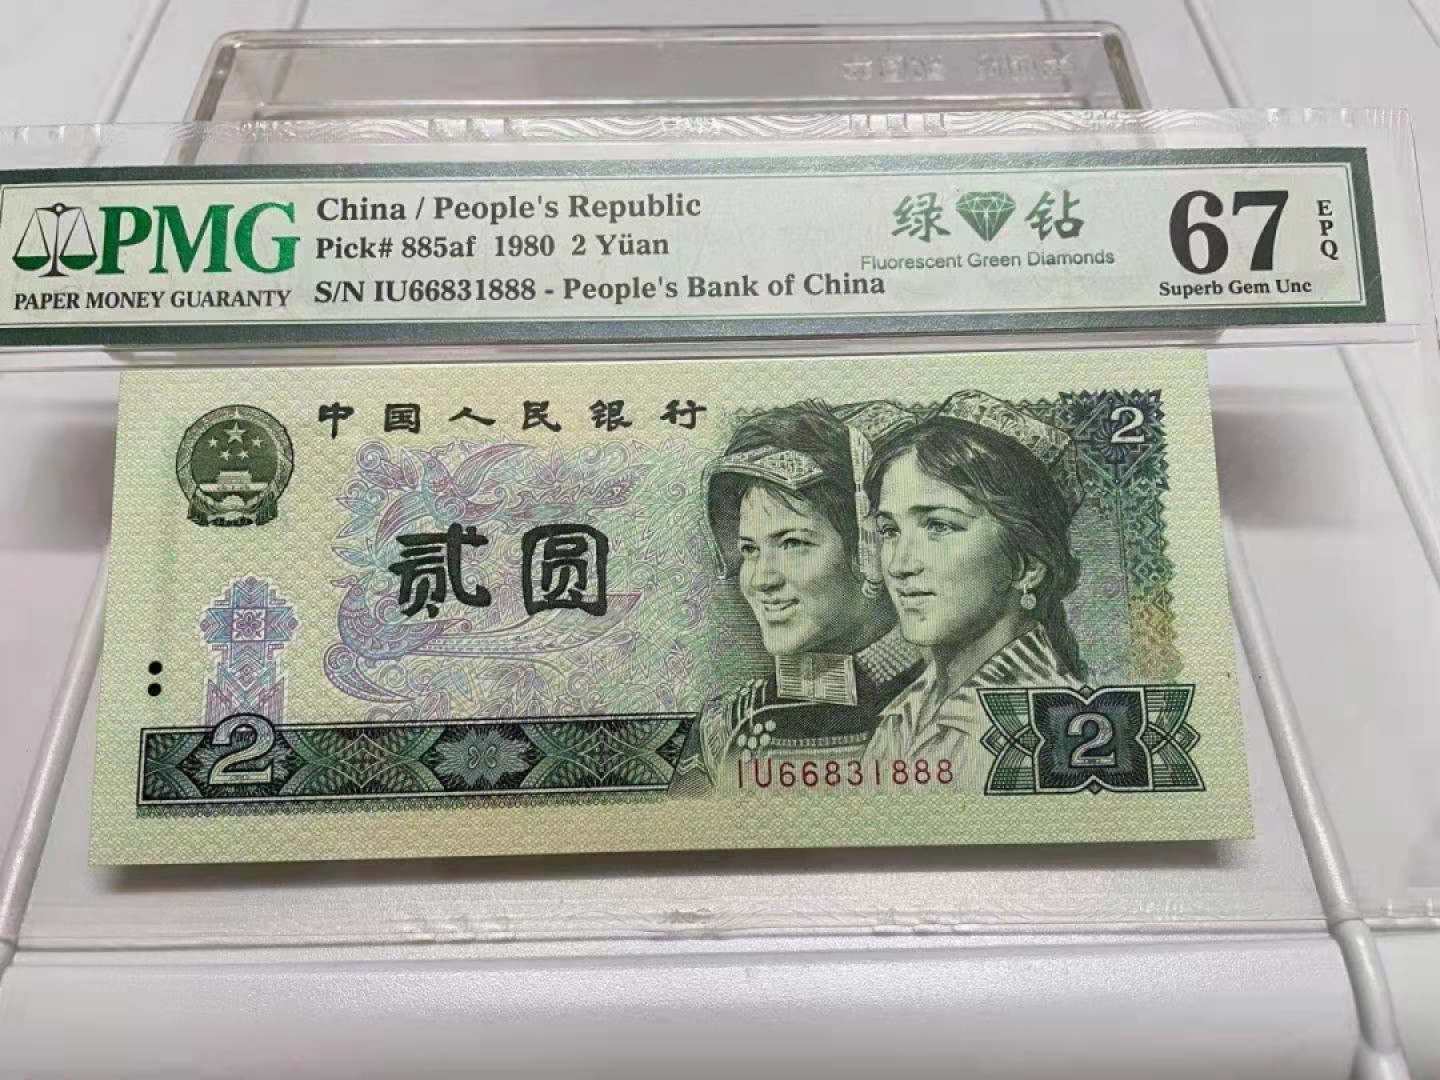 PMG
PAPER MONEY GUARANTY
China / People's Republic
Pick# 885af 1980 2 Yüan
S/N IU66831888 - People's Bank of China
绿钻
Fluorescent Green Diamonds
67
EPQ
Superb Gem Unc
中国人民银行
2
贰圆
2
2
IU66831888